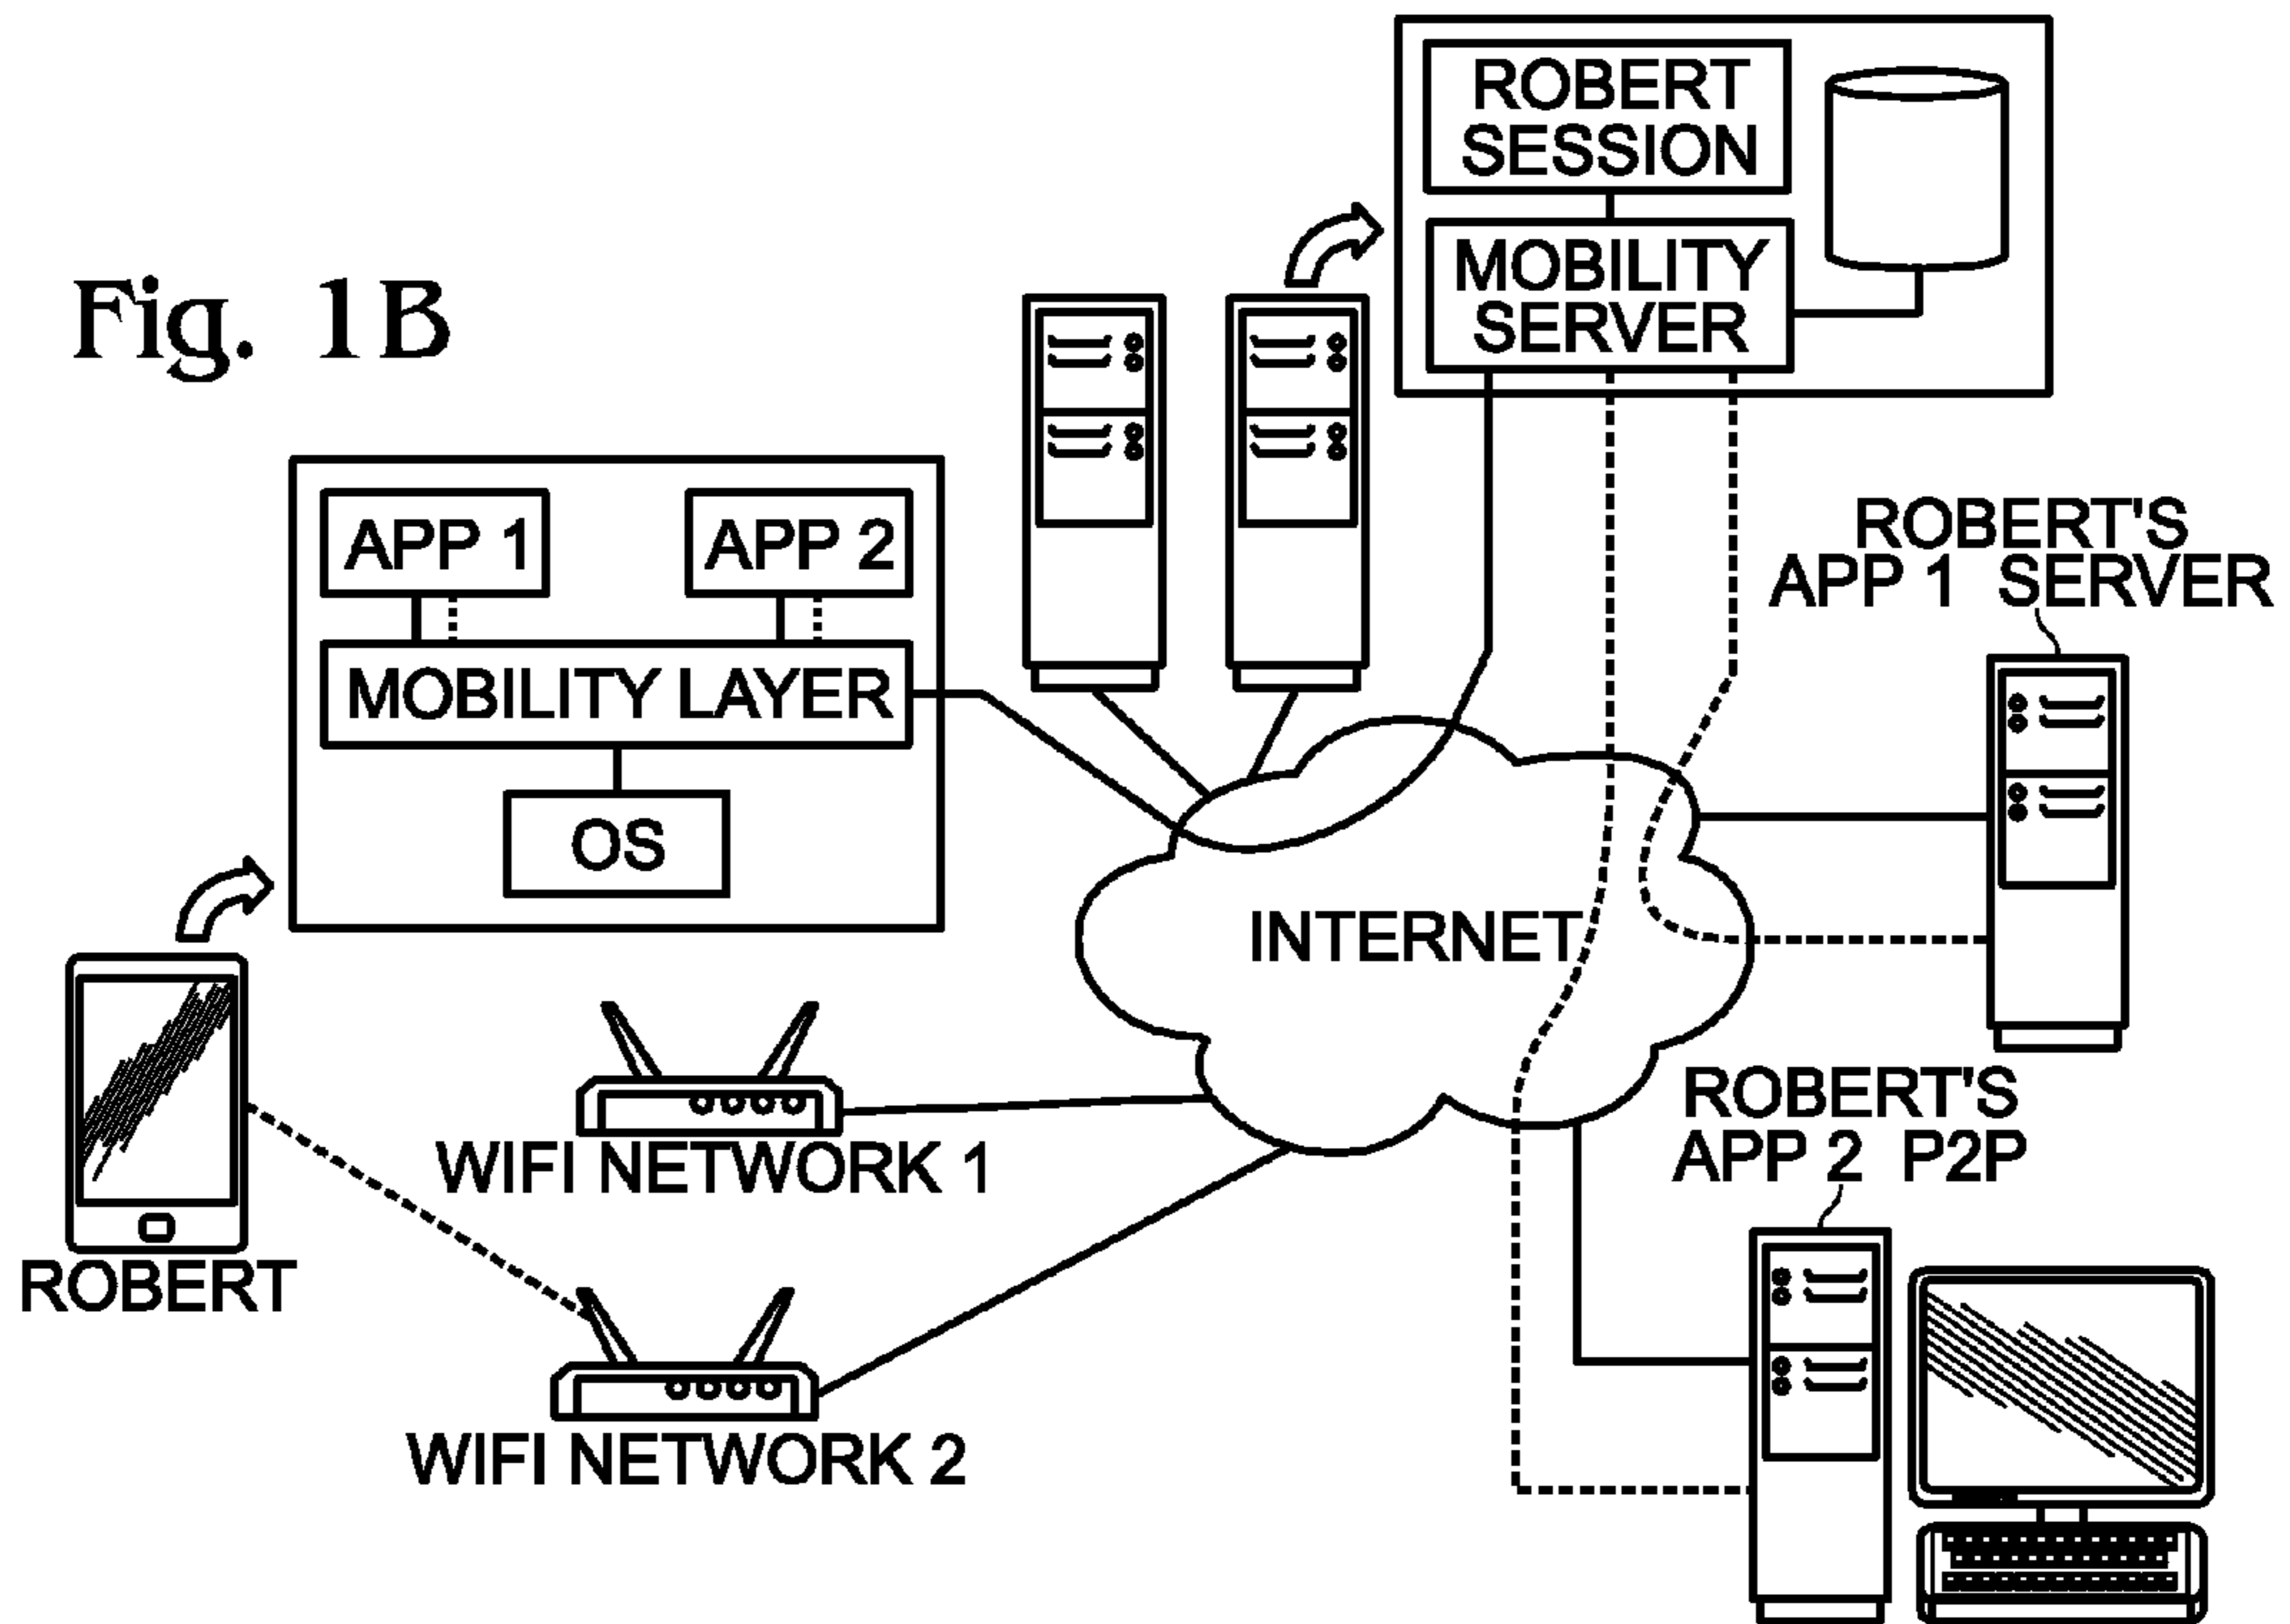 Fig. 1B
ROBERT
SESSION
MOBILITY
SERVER
APP 1
APP 2
MOBILITY LAYER
OS
ROBERT'S
APP 1 SERVER
INTERNET
ROBERT
WIFI NETWORK 1
WIFI NETWORK 2
ROBERT'S
APP 2 P2P